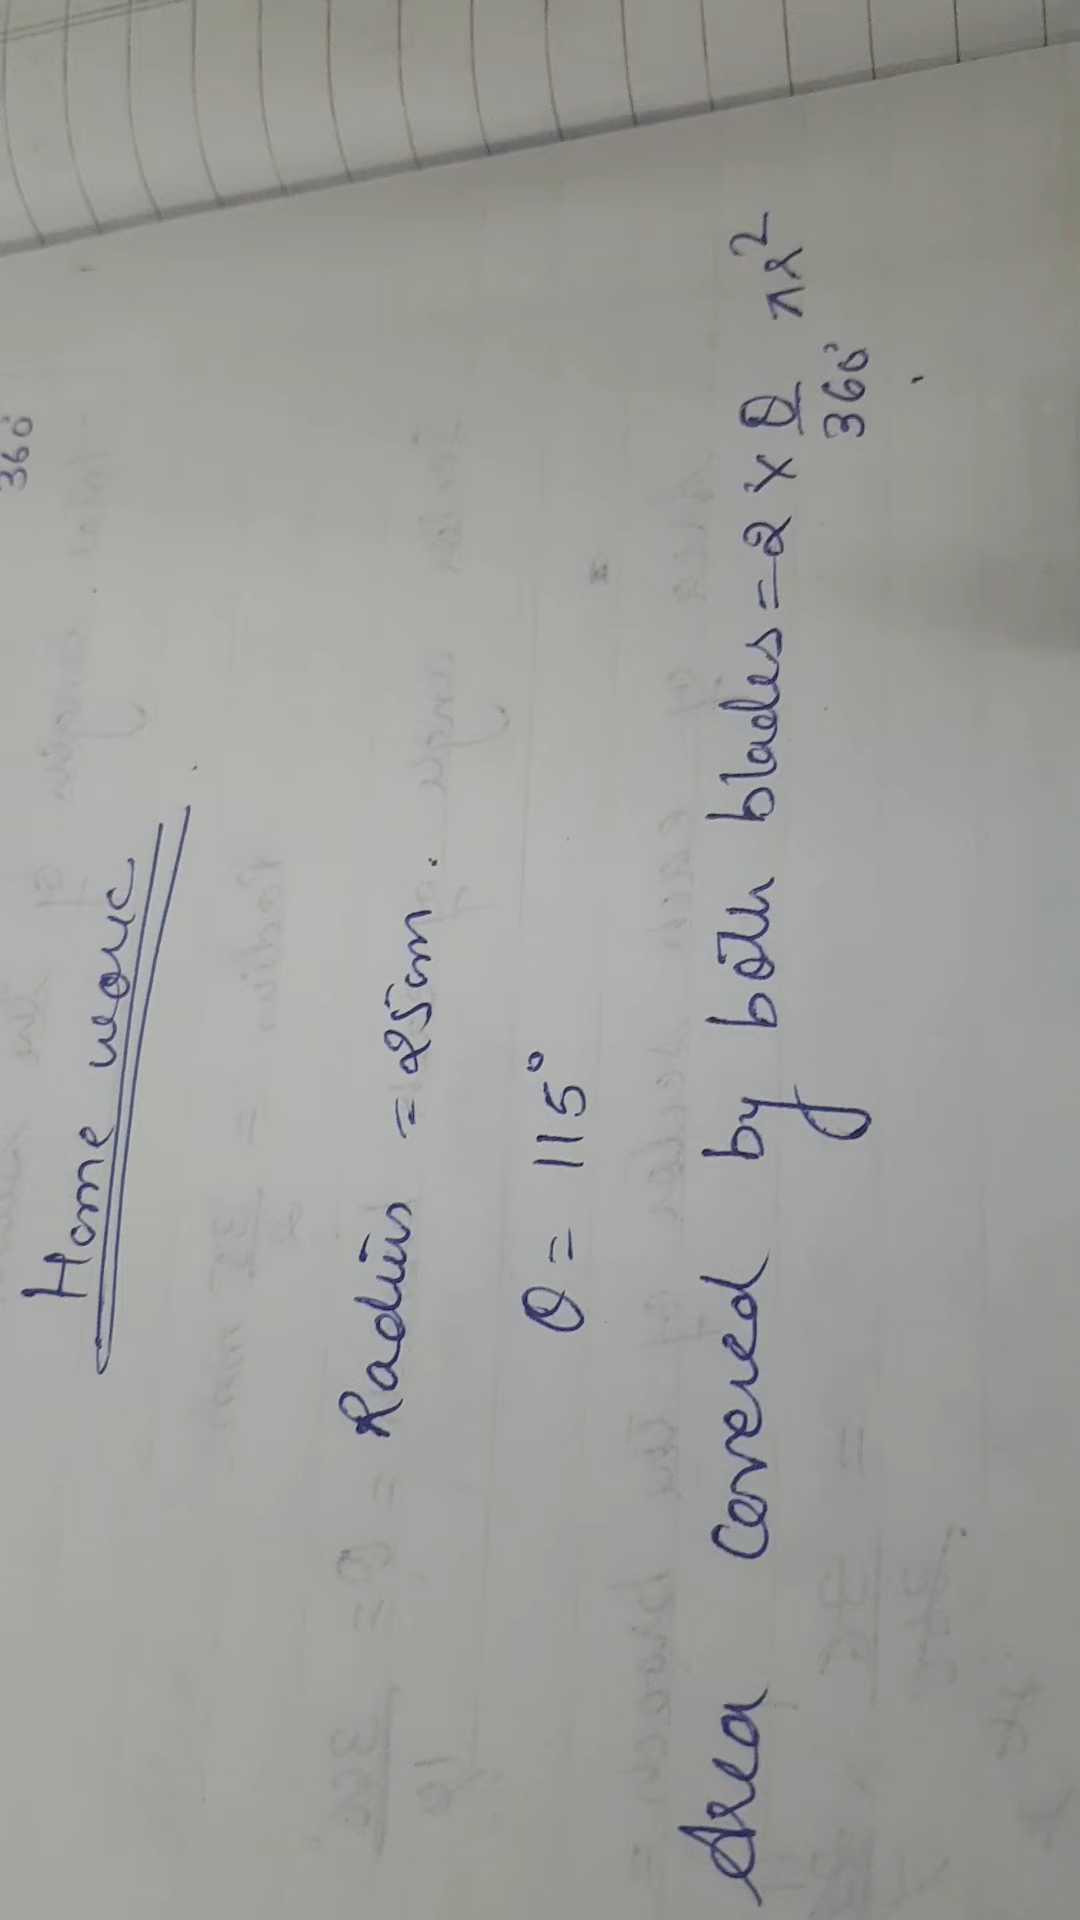 360°
Home work
Radius = 25cm.
θ = 115°
Area covered by both blades = 2 × θ/360° πr²